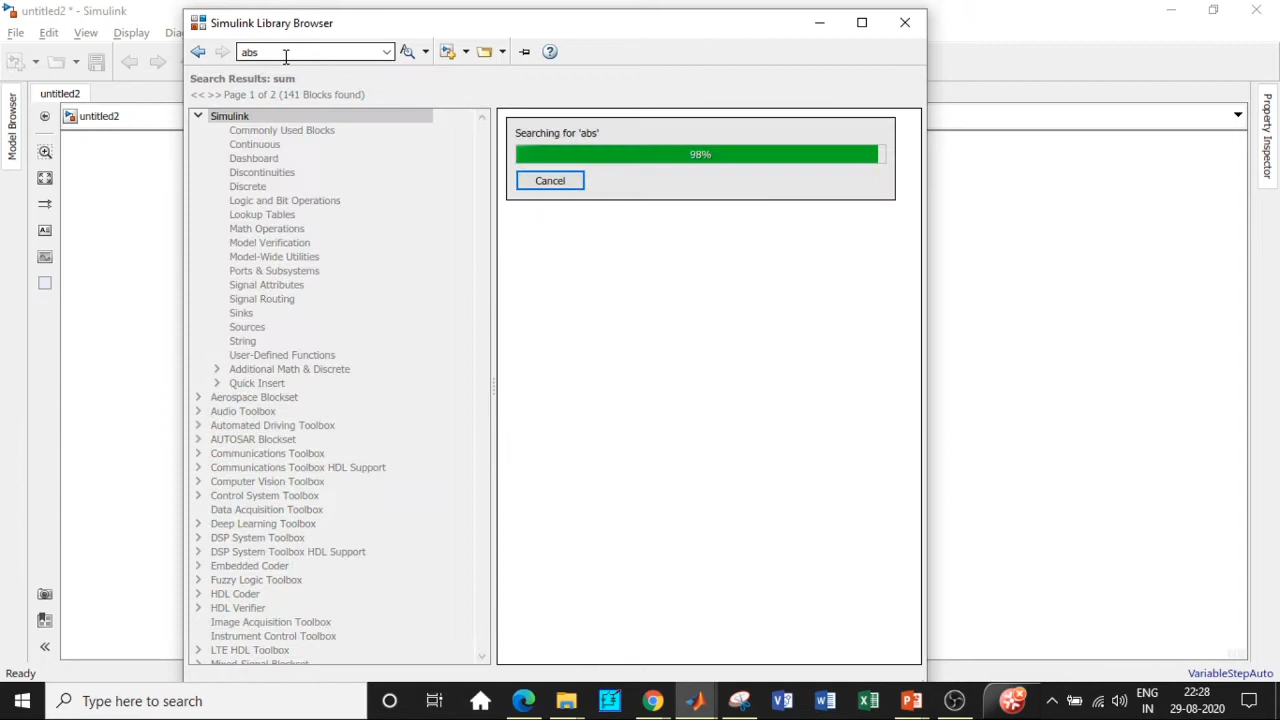 untitled2 * - Simulink
File Edit View Display Dia
Simulink Library Browser
abs
Search Results: sum
<< >> Page 1 of 2 (141 Blocks found)
untitled2
untitled2
Model Browser
Property Inspector
Simulink
Commonly Used Blocks
Continuous
Dashboard
Discontinuities
Discrete
Logic and Bit Operations
Lookup Tables
Math Operations
Model Verification
Model-Wide Utilities
Ports & Subsystems
Signal Attributes
Signal Routing
Sinks
Sources
String
User-Defined Functions
Additional Math & Discrete
Quick Insert
Aerospace Blockset
Audio Toolbox
Automated Driving Toolbox
AUTOSAR Blockset
Communications Toolbox
Communications Toolbox HDL Support
Computer Vision Toolbox
Control System Toolbox
Data Acquisition Toolbox
Deep Learning Toolbox
DSP System Toolbox
DSP System Toolbox HDL Support
Embedded Coder
Fuzzy Logic Toolbox
HDL Coder
HDL Verifier
Image Acquisition Toolbox
Instrument Control Toolbox
LTE HDL Toolbox
Mixed-Signal Blockset
Searching for 'abs'
98%
Cancel
Ready
VariableStepAuto
Type here to search
ENG
IN
22:28
29-08-2020